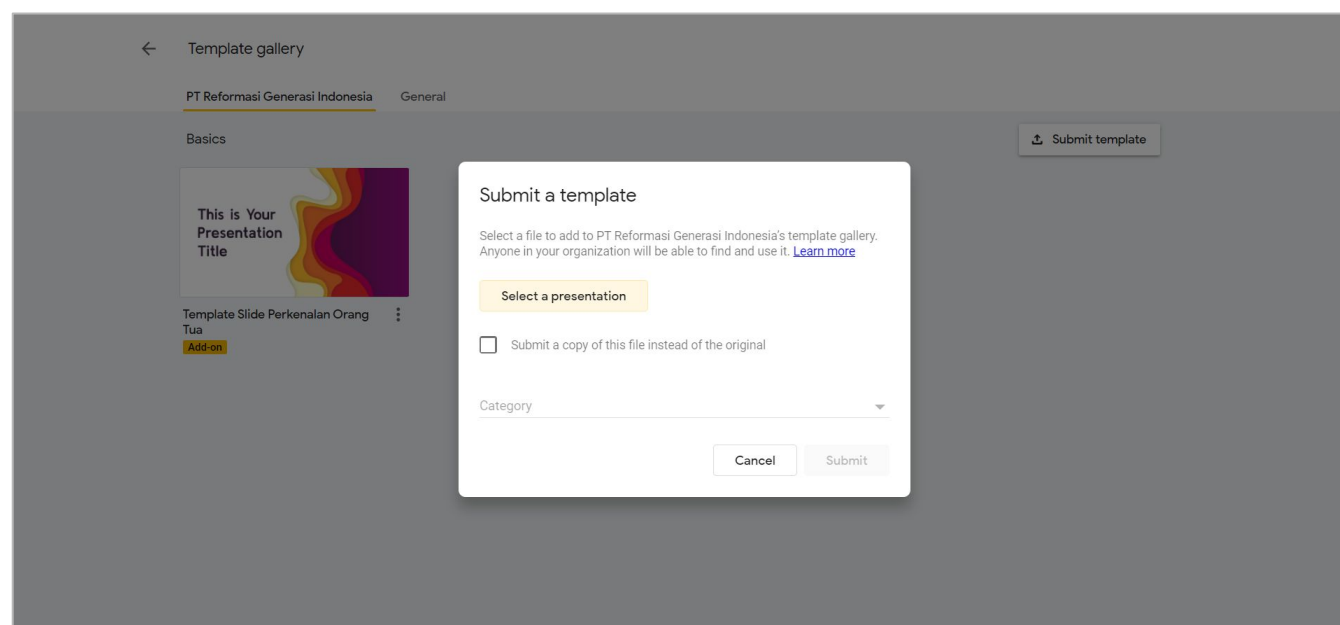 Template gallery
PT Reformasi Generasi Indonesia
General
Basics
Submit template
This is Your
Presentation
Title
Template Slide Perkenalan Orang
Tua
Add-on
Submit a template
Select a file to add to PT Reformasi Generasi Indonesia's template gallery.
Anyone in your organization will be able to find and use it. Learn more
Select a presentation
Submit a copy of this file instead of the original
Category
Cancel
Submit